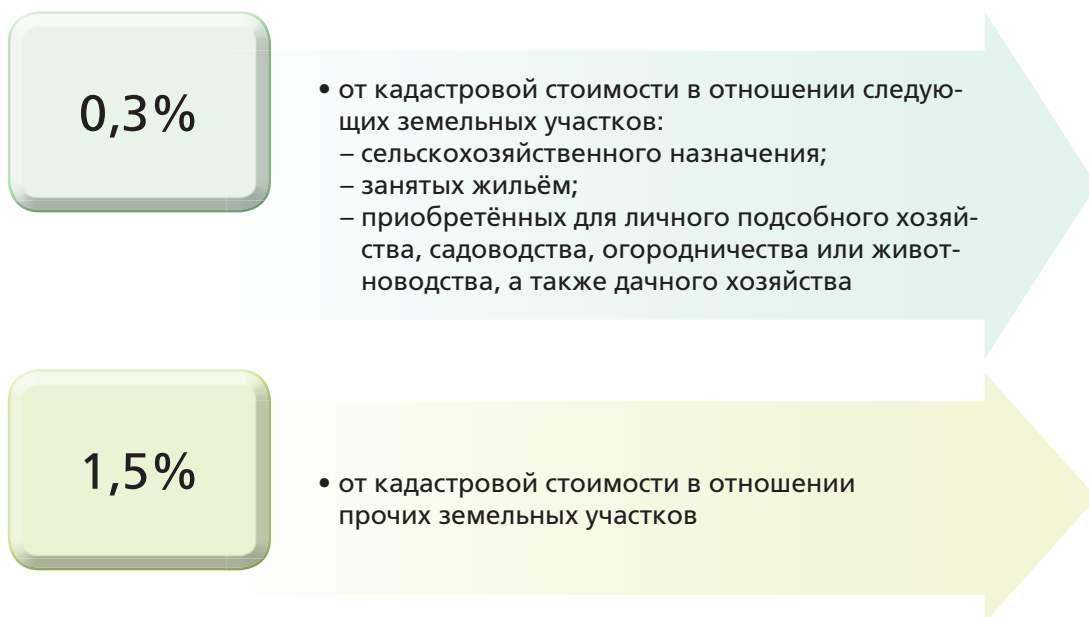 0,3%
• от кадастровой стоимости в отношении следую-
щих земельных участков:
– сельскохозяйственного назначения;
– занятых жильём;
– приобретённых для личного подсобного хозяй-
ства, садоводства, огородничества или живот-
новодства, а также дачного хозяйства
1,5%
• от кадастровой стоимости в отношении
прочих земельных участков